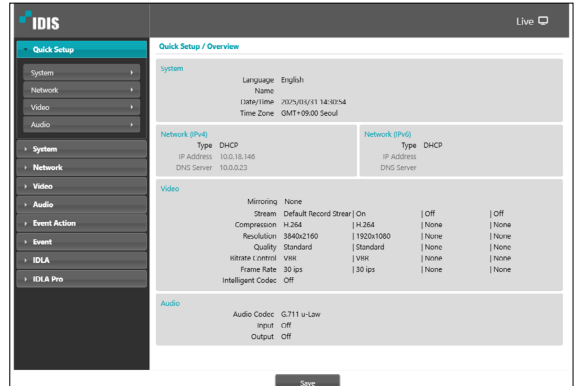 IDIS
Live
Quick Setup
System
Network
Video
Audio
System
Network
Video
Audio
Event Action
Event
IDLA
IDLA Pro
Quick Setup / Overview
System
Language English
Name
Date/Time 2025/03/31 14:30:54
Time Zone GMT+09:00 Seoul
Network (IPv4)
Type DHCP
IP Address 10.0.18.146
DNS Server 10.0.0.23
Network (IPv6)
Type DHCP
IP Address
DNS Server
Video
Mirroring None
Stream Default Record Strear | On | Off | Off
Compression H.264 | H.264 | None | None
Resolution 3840x2160 | 1920x1080 | None | None
Quality Standard | Standard | None | None
Bitrate Control VBR | VBR | None | None
Frame Rate 30 ips | 30 ips | None | None
Intelligent Codec Off
Audio
Audio Codec G.711 u-Law
Input Off
Output Off
Save